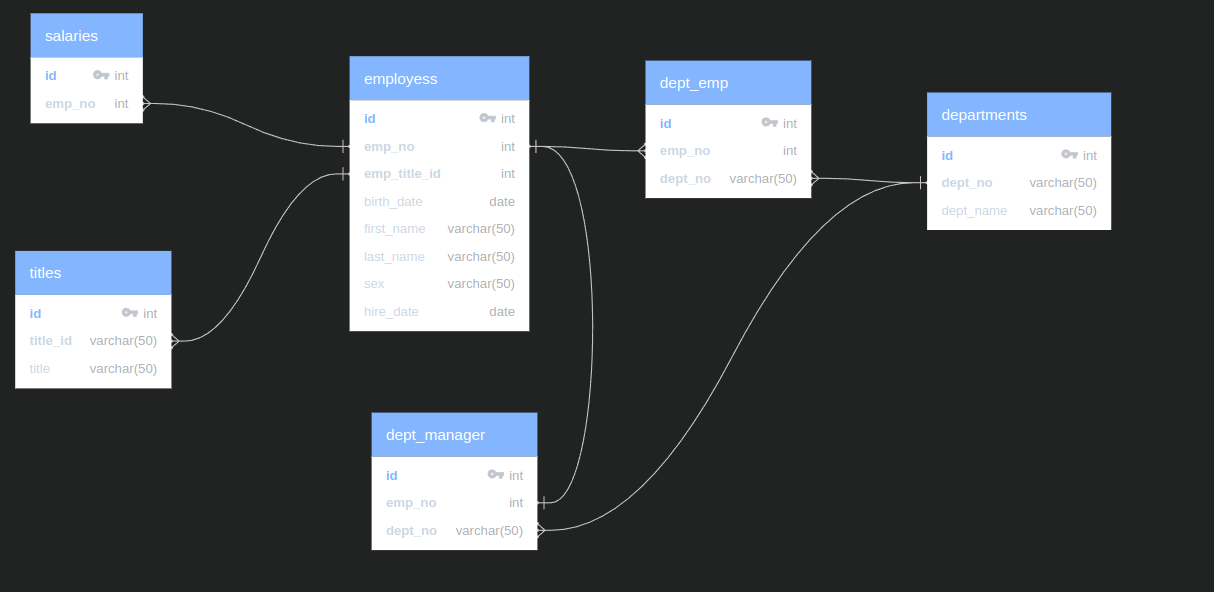 salaries
id int
emp_no int
employess
id int
emp_no int
emp_title_id int
birth_date date
first_name varchar(50)
last_name varchar(50)
sex varchar(50)
hire_date date
dept_emp
id int
emp_no int
dept_no varchar(50)
departments
id int
dept_no varchar(50)
dept_name varchar(50)
titles
id int
title_id varchar(50)
title varchar(50)
dept_manager
id int
emp_no int
dept_no varchar(50)